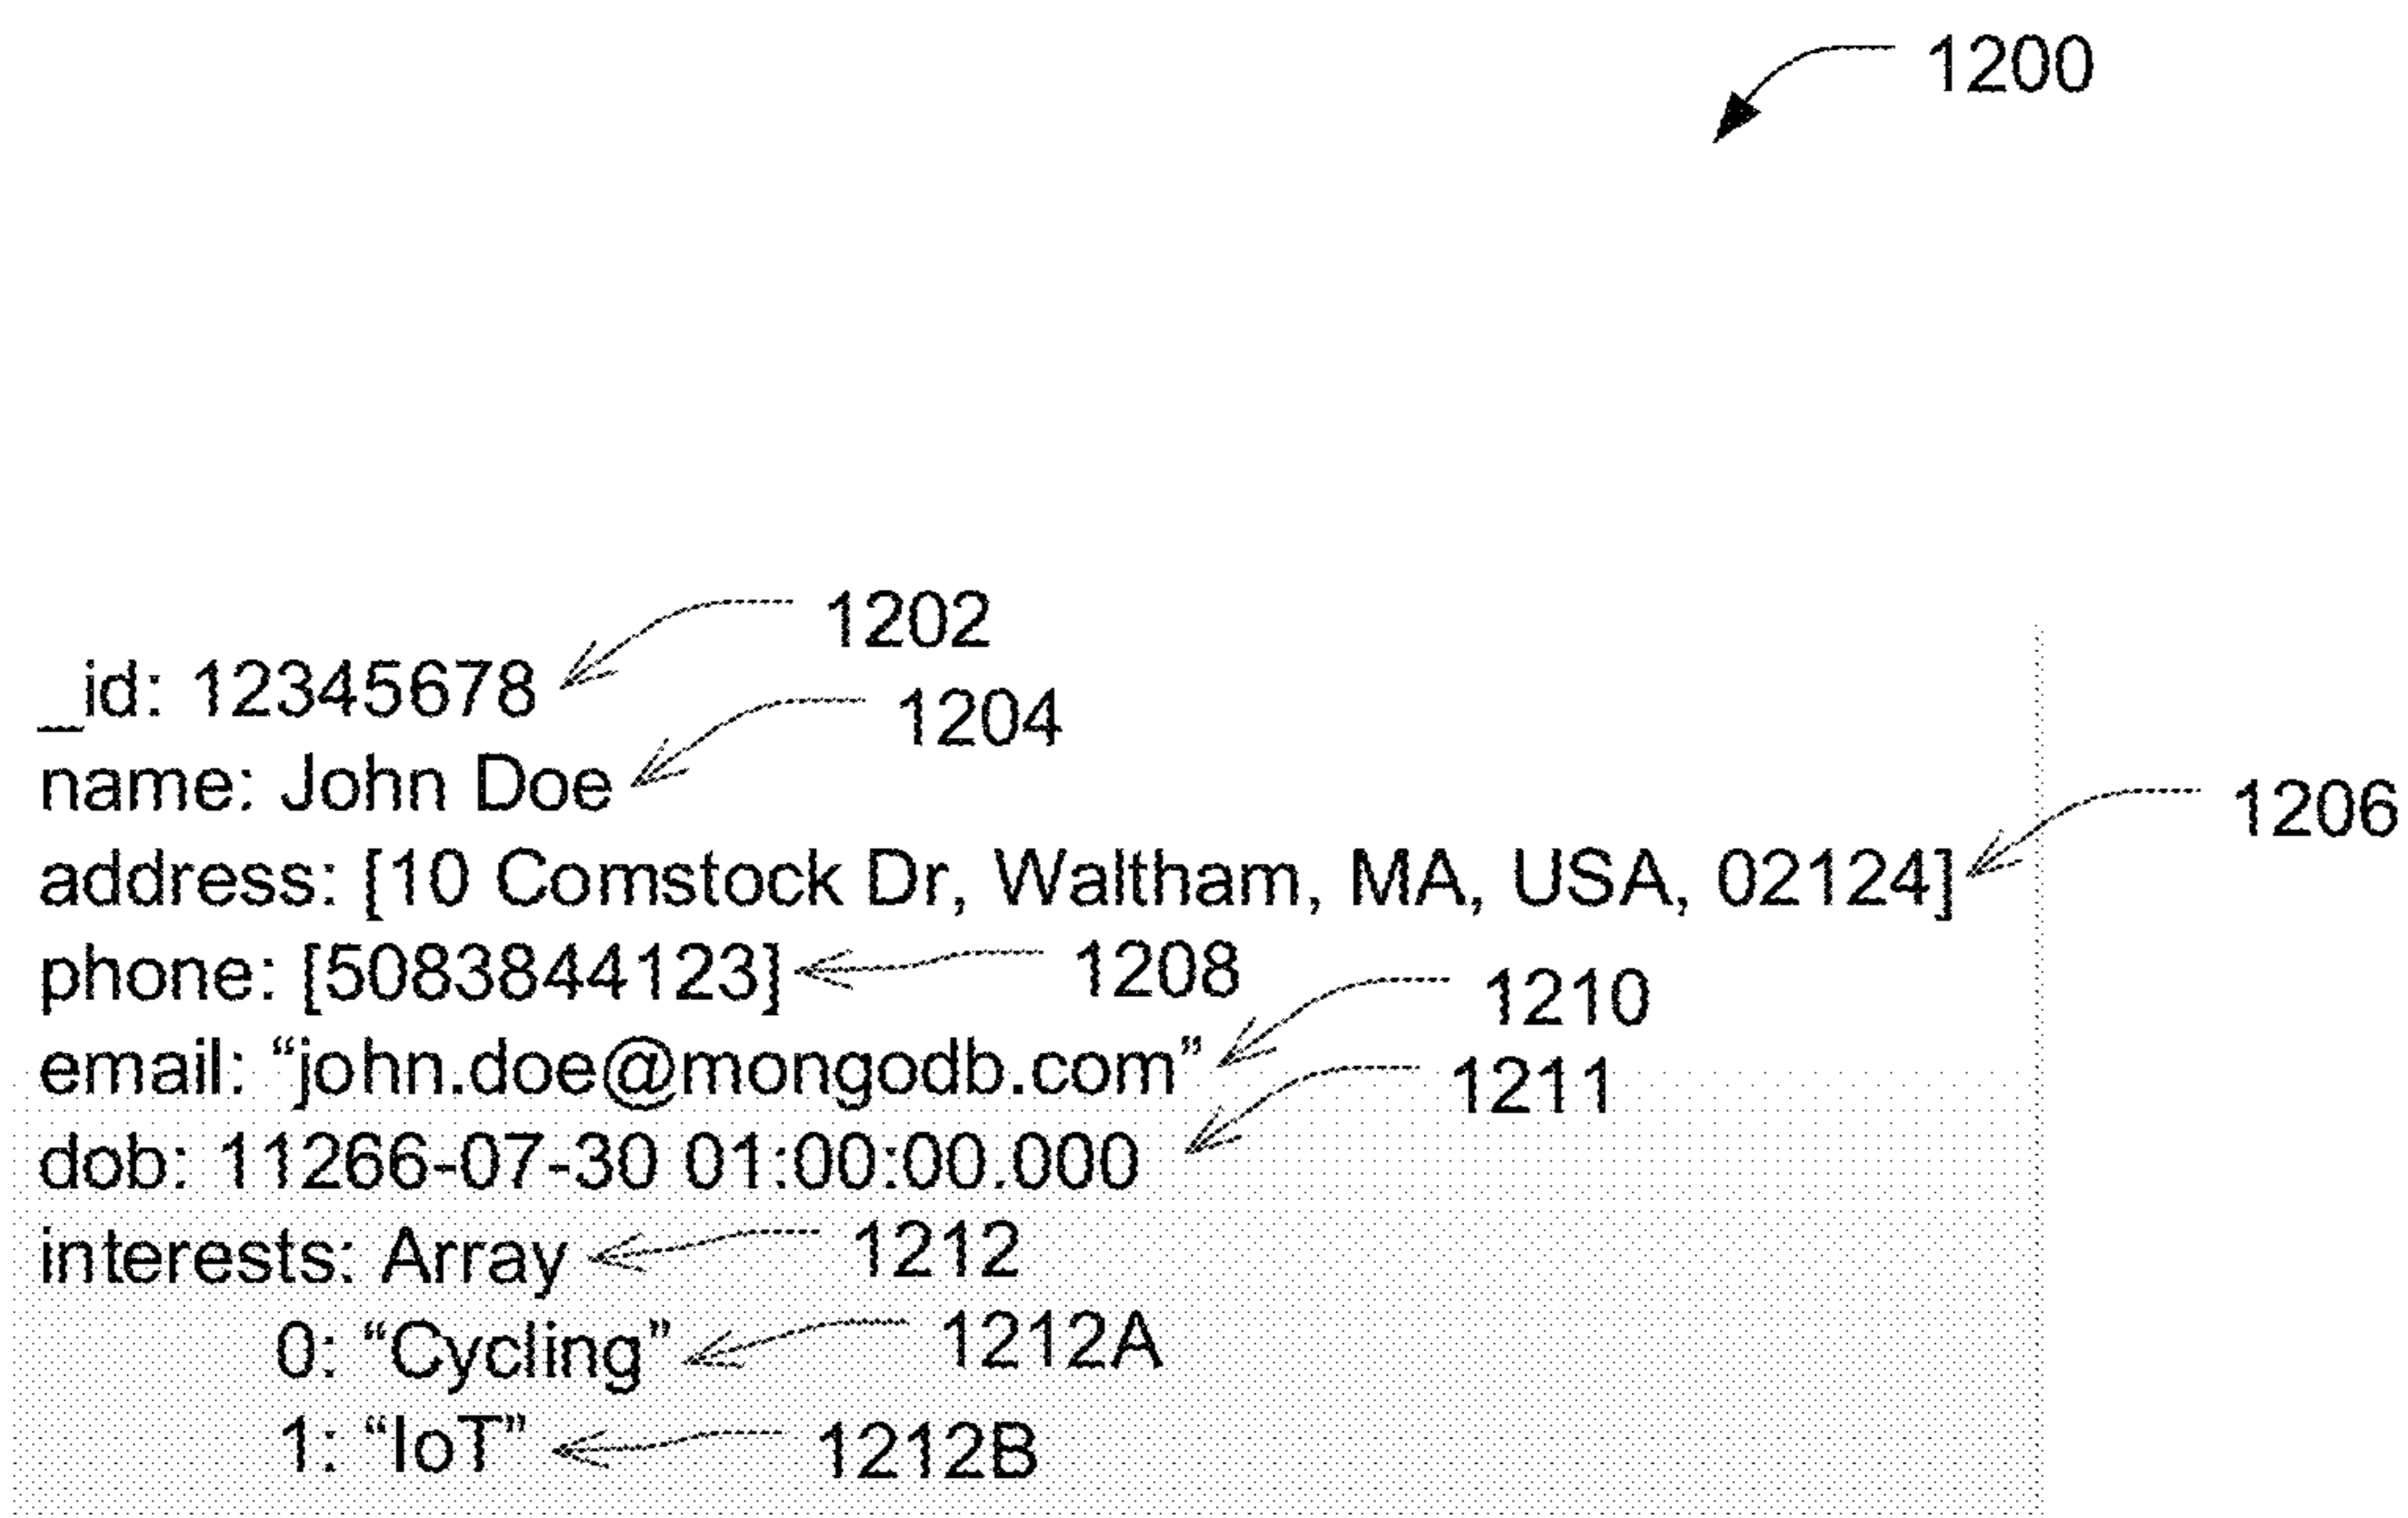 1200
1202
_id: 12345678
1204
name: John Doe
1206
address: [10 Comstock Dr, Waltham, MA, USA, 02124]
phone: [5083844123] 1208
1210
email: “john.doe@mongodb.com”
1211
dob: 11266-07-30 01:00:00.000
interests: Array 1212
0: “Cycling” 1212A
1: “IoT” 1212B